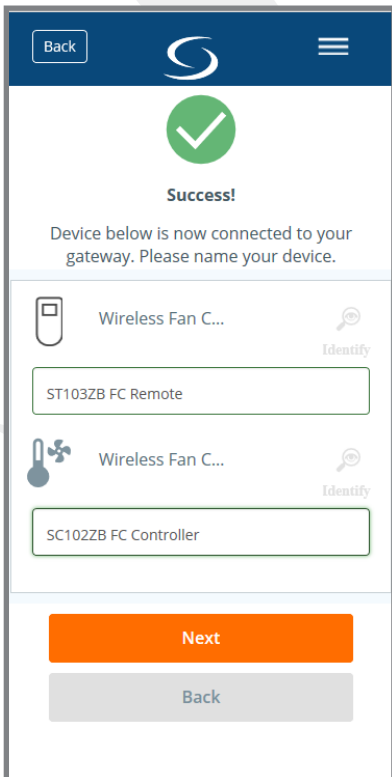 Back
Success!
Device below is now connected to your
gateway. Please name your device.
Wireless Fan C...
Identify
ST103ZB FC Remote
Wireless Fan C...
Identify
SC102ZB FC Controller
Next
Back